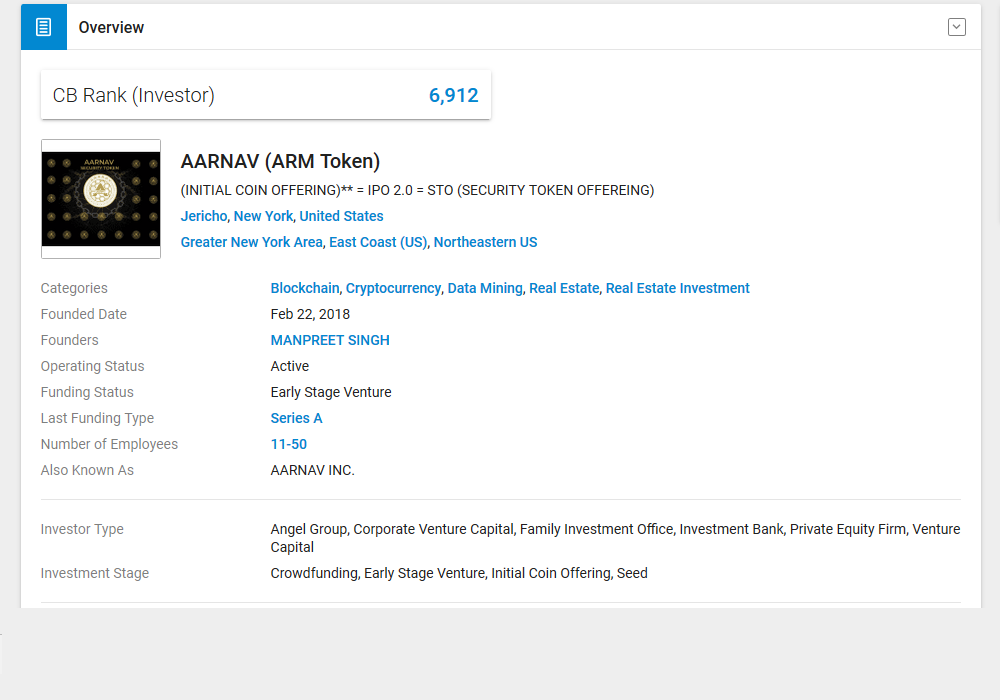 Overview
CB Rank (Investor) 6,912
AARNAV
SECURITY TOKEN
AARNAV (ARM Token)
(INITIAL COIN OFFERING)** = IPO 2.0 = STO (SECURITY TOKEN OFFEREING)
Jericho, New York, United States
Greater New York Area, East Coast (US), Northeastern US
Categories Blockchain, Cryptocurrency, Data Mining, Real Estate, Real Estate Investment
Founded Date Feb 22, 2018
Founders MANPREET SINGH
Operating Status Active
Funding Status Early Stage Venture
Last Funding Type Series A
Number of Employees 11-50
Also Known As AARNAV INC.
Investor Type Angel Group, Corporate Venture Capital, Family Investment Office, Investment Bank, Private Equity Firm, Venture
Capital
Investment Stage Crowdfunding, Early Stage Venture, Initial Coin Offering, Seed